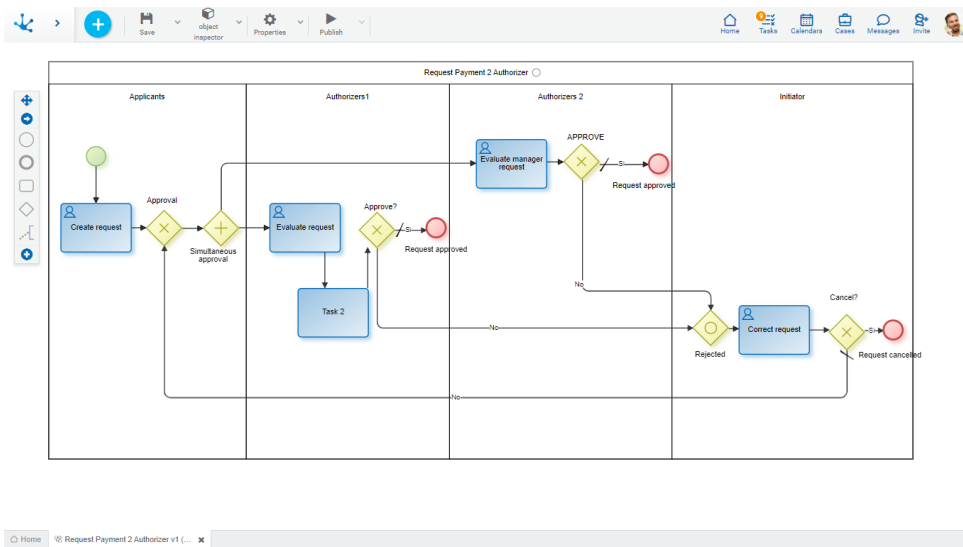 Save
object
inspector
Properties
Publish
Home
9
Tasks
Calendars
Cases
Messages
Invite
Request Payment 2 Authorizer
Applicants
Authorizers1
Authorizers 2
Initiator
APPROVE
Evaluate manager
request
Si
Request approved
Approval
Approve?
Create request
Evaluate request
Si
Simultaneous
approval
Request approved
Task 2
No
Cancel?
No
Correct request
Si
Rejected
Request cancelled
No
Home
Request Payment 2 Authorizer v1 (...